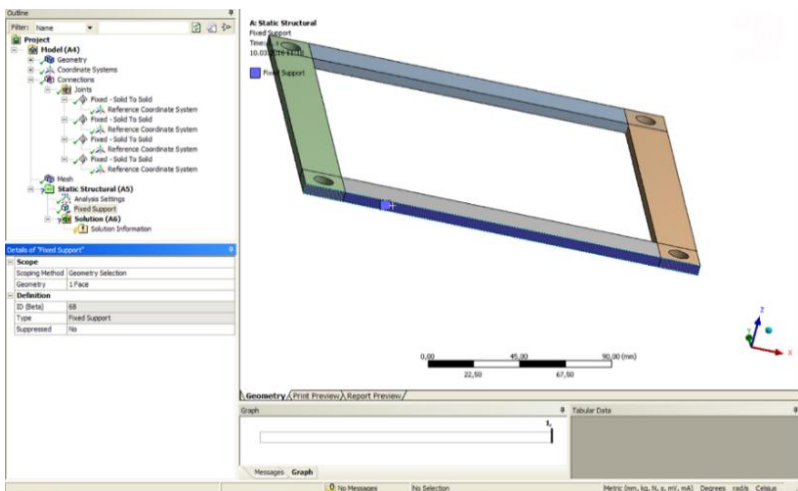 Outline
Filter: Name
Project
Model (A4)
Geometry
Coordinate Systems
Connections
Joints
Fixed - Solid To Solid
Reference Coordinate System
Fixed - Solid To Solid
Reference Coordinate System
Fixed - Solid To Solid
Reference Coordinate System
Fixed - Solid To Solid
Reference Coordinate System
Mesh
Static Structural (A5)
Analysis Settings
Fixed Support
Solution (A6)
Solution Information
Details of "Fixed Support"
Scope
Scoping Method Geometry Selection
Geometry 1 Face
Definition
ID (Beta) 68
Type Fixed Support
Suppressed No
A: Static Structural
Fixed Support
Fixed Support
Z
Y
X
0,00 45,00 90,00 (mm)
22,50 67,50
Geometry Print Preview Report Preview
Graph
1,
Messages Graph
Tabular Data
No Messages No Selection Metric (mm, kg, N, s, mV, mA) Degrees rad/s Celsius